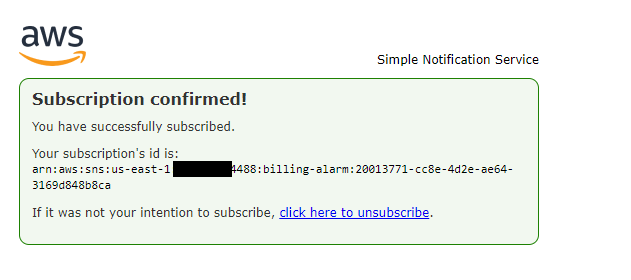 aws
Simple Notification Service
Subscription confirmed!
You have successfully subscribed.
Your subscription's id is:
arn:aws:sns:us-east-1 4488:billing-alarm:20013771-cc8e-4d2e-ae64-
3169d848b8ca
If it was not your intention to subscribe, click here to unsubscribe.